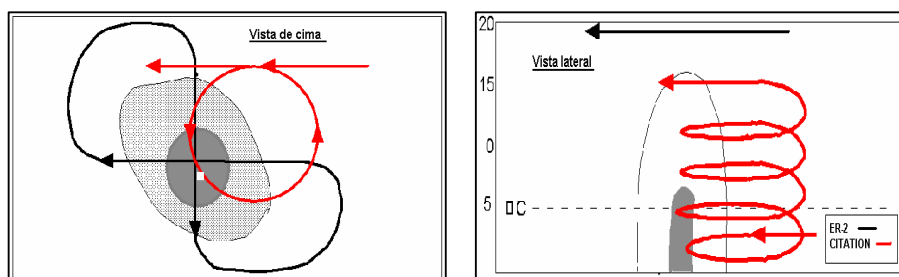 Vista de cima
20
Vista lateral
15
0
5
□C
ER-2
CITATION